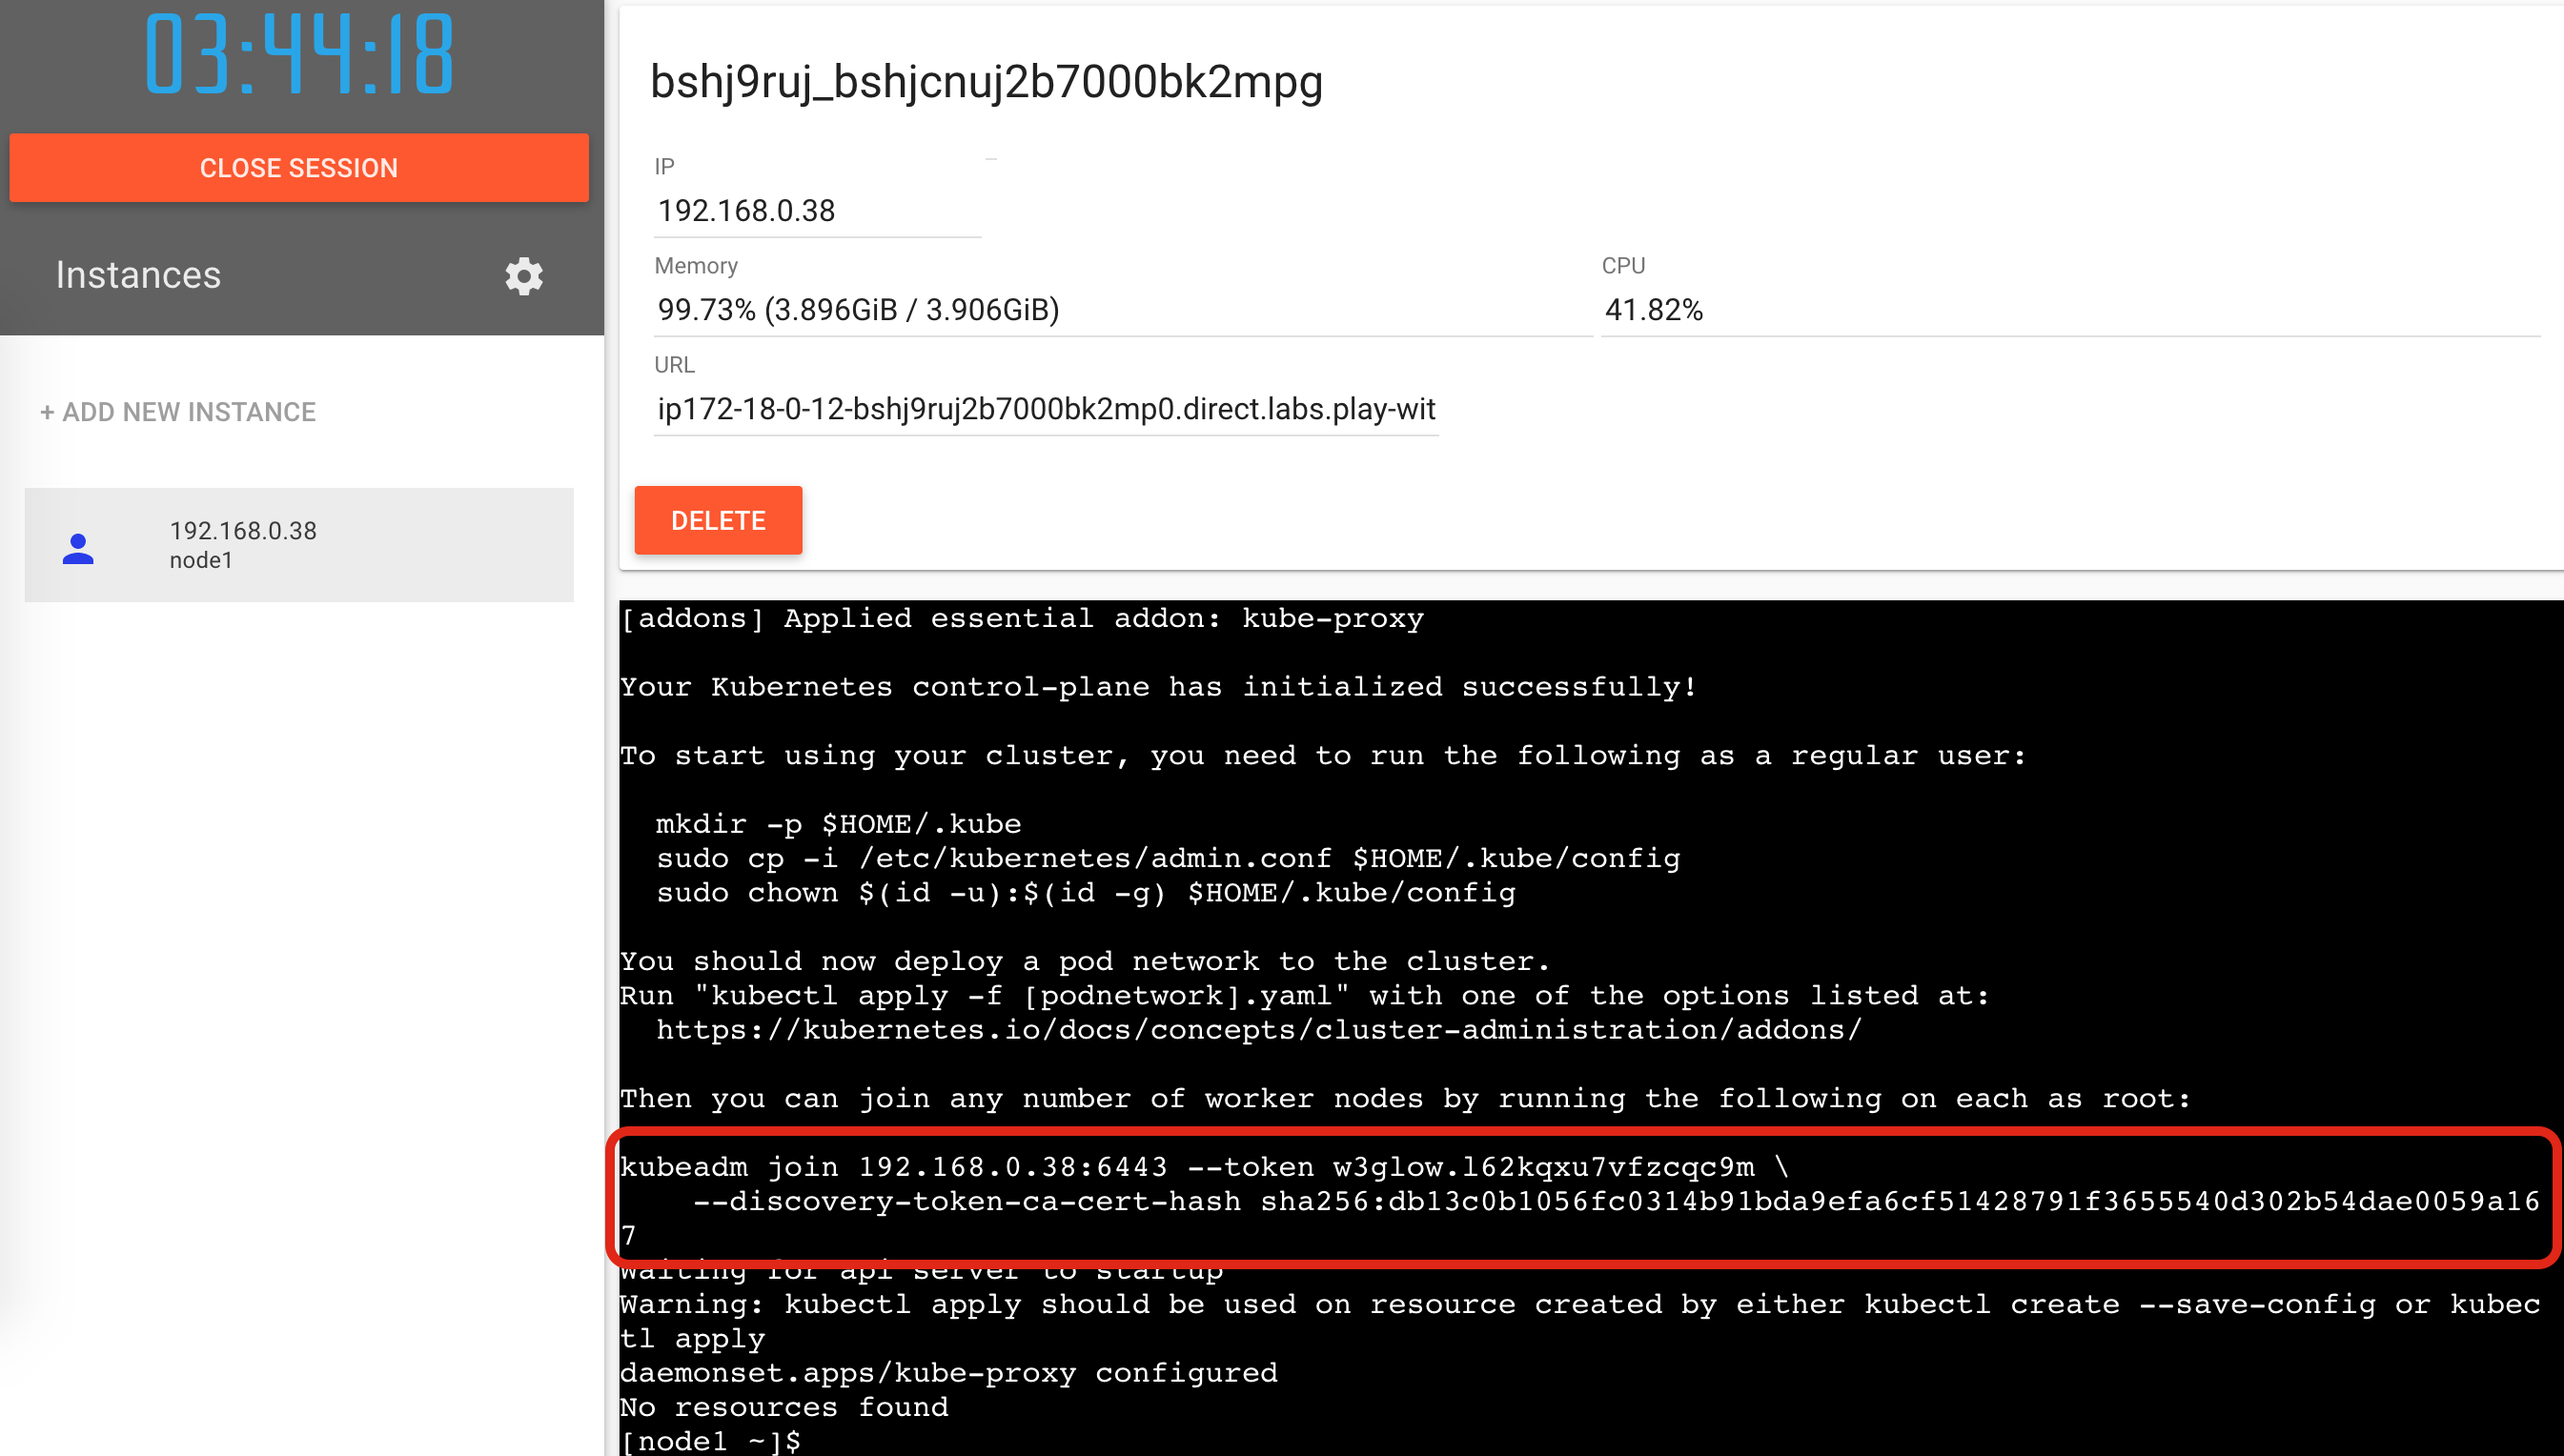 03:44:18
CLOSE SESSION
Instances
+ ADD NEW INSTANCE
192.168.0.38
node1
bshj9ruj_bshjcnuj2b7000bk2mpg
IP
192.168.0.38
Memory
99.73% (3.896GiB / 3.906GiB)
CPU
41.82%
URL
ip172-18-0-12-bshj9ruj2b7000bk2mp0.direct.labs.play-wit
DELETE
[addons] Applied essential addon: kube-proxy
Your Kubernetes control-plane has initialized successfully!
To start using your cluster, you need to run the following as a regular user:
mkdir -p $HOME/.kube
sudo cp -i /etc/kubernetes/admin.conf $HOME/.kube/config
sudo chown $(id -u):$(id -g) $HOME/.kube/config
You should now deploy a pod network to the cluster.
Run "kubectl apply -f [podnetwork].yaml" with one of the options listed at:
https://kubernetes.io/docs/concepts/cluster-administration/addons/
Then you can join any number of worker nodes by running the following on each as root:
kubeadm join 192.168.0.38:6443 --token w3glow.l62kqxu7vfzcqc9m \
--discovery-token-ca-cert-hash sha256:db13c0b1056fc0314b91bda9efa6cf51428791f3655540d302b54dae0059a16
7
Waiting for api server to startup
Warning: kubectl apply should be used on resource created by either kubectl create --save-config or kubec
tl apply
daemonset.apps/kube-proxy configured
No resources found
[node1 ~]$